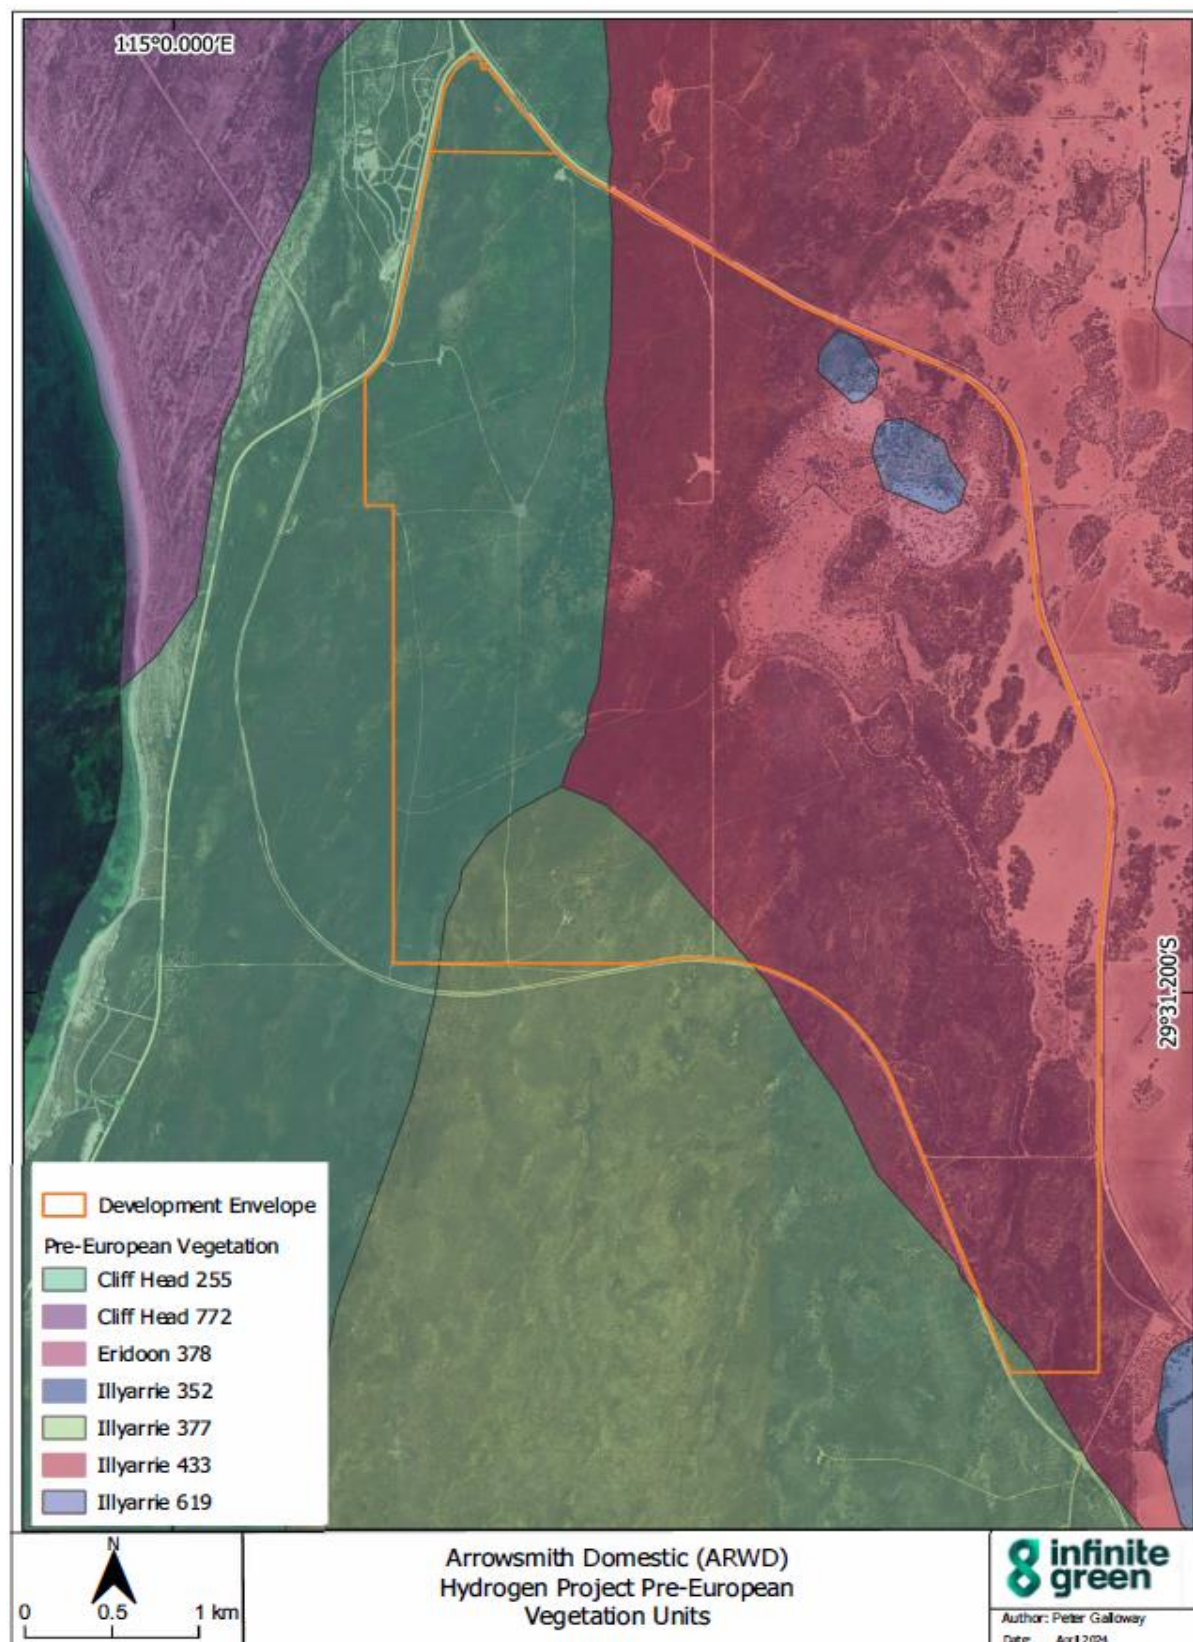 115°0.000'E
29°31.200'S
Development Envelope
Pre-European Vegetation
Cliff Head 255
Cliff Head 772
Eridoon 378
Illyarrie 352
Illyarrie 377
Illyarrie 433
Illyarrie 619
N
0 0.5 1 km
Arrowsmith Domestic (ARWD)
Hydrogen Project Pre-European
Vegetation Units
infinite
green
Author: Peter Galloway
Date: April 2024